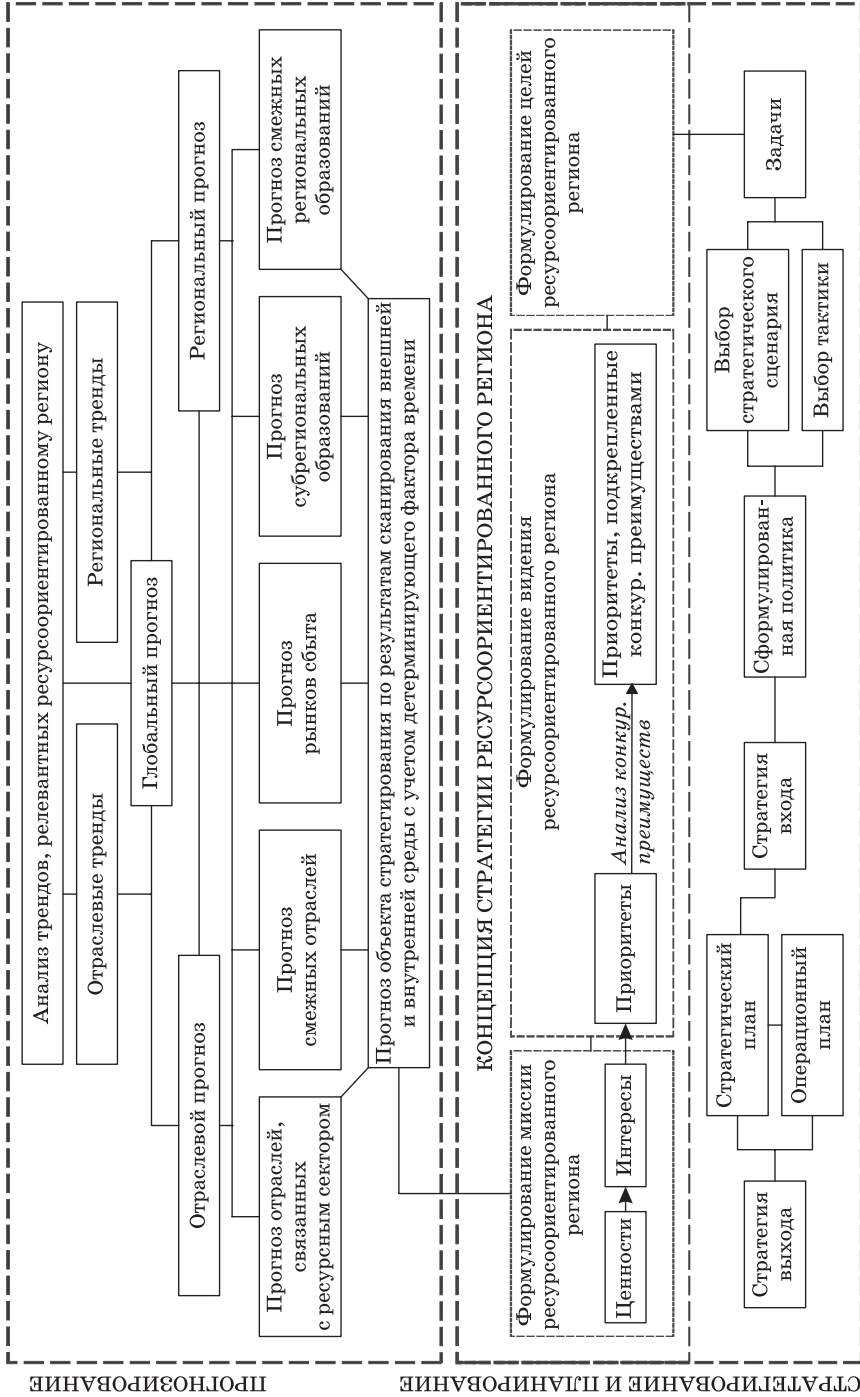 ПРОГНОЗИРОВАНИЕ
Анализ трендов, релевантных ресурсоориентированному региону
Отраслевые тренды
Региональные тренды
Глобальный прогноз
Отраслевой прогноз
Региональный прогноз
Прогноз отраслей,
связанных
с ресурсным сектором
Прогноз
смежных отраслей
Прогноз
рынков сбыта
Прогноз
субрегиональных
образований
Прогноз смежных
региональных
образований
Прогноз объекта стратегирования по результатам сканирования внешней
и внутренней среды с учетом детерминирующего фактора времени
СТРАТЕГИРОВАНИЕ И ПЛАНИРОВАНИЕ
КОНЦЕПЦИЯ СТРАТЕГИИ РЕСУРСООРИЕНТИРОВАННОГО РЕГИОНА
Формулирование миссии
ресурсоориентированного
региона
Ценности
Интересы
Формулирование видения
ресурсоориентированного региона
Приоритеты
Анализ конкур.
преимуществ
Приоритеты, подкрепленные
конкур. преимуществами
Формулирование целей
ресурсоориентированного
региона
Стратегия
выхода
Стратегический
план
Операционный
план
Стратегия
входа
Сформулирован-
ная политика
Выбор
стратегического
сценария
Выбор тактики
Задачи